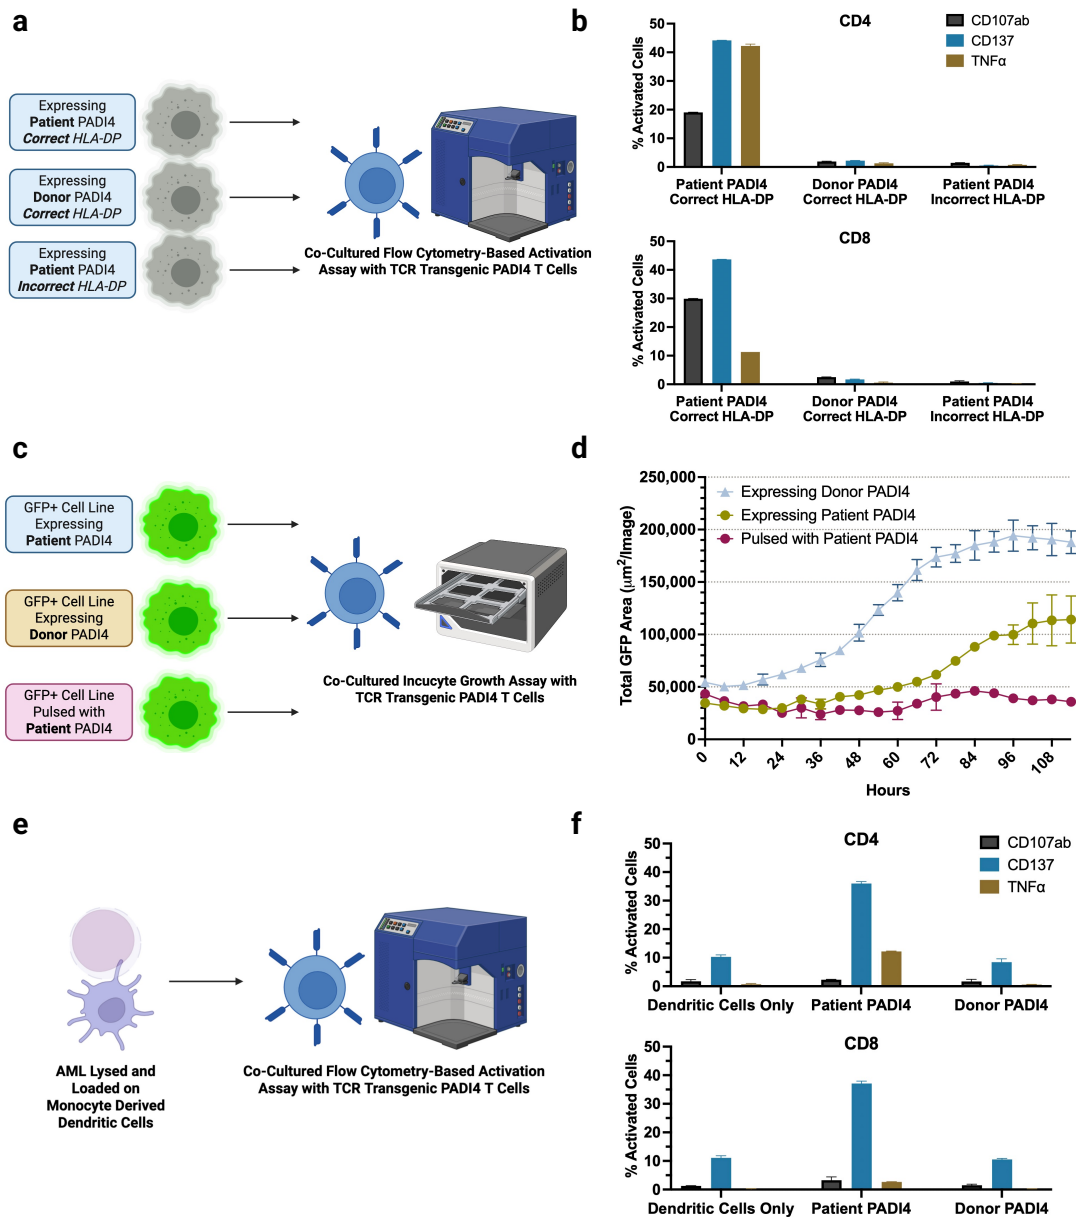 a
Expressing
Patient PADI4
Correct HLA-DP
Expressing
Donor PADI4
Correct HLA-DP
Expressing
Patient PADI4
Incorrect HLA-DP
Co-Cultured Flow Cytometry-Based Activation
Assay with TCR Transgenic PADI4 T Cells
b
CD4
CD107ab
CD137
TNFα
% Activated Cells
50
40
30
20
10
0
Patient PADI4
Correct HLA-DP
Donor PADI4
Correct HLA-DP
Patient PADI4
Incorrect HLA-DP
CD8
% Activated Cells
50
40
30
20
10
0
Patient PADI4
Correct HLA-DP
Donor PADI4
Correct HLA-DP
Patient PADI4
Incorrect HLA-DP
c
GFP+ Cell Line
Expressing
Patient PADI4
GFP+ Cell Line
Expressing
Donor PADI4
GFP+ Cell Line
Pulsed with
Patient PADI4
Co-Cultured Incucyte Growth Assay with
TCR Transgenic PADI4 T Cells
d
Total GFP Area (μm²/Image)
250,000
200,000
150,000
100,000
50,000
0
Expressing Donor PADI4
Expressing Patient PADI4
Pulsed with Patient PADI4
0 12 24 36 48 60 72 84 96 108
Hours
e
AML Lysed and
Loaded on
Monocyte Derived
Dendritic Cells
Co-Cultured Flow Cytometry-Based Activation
Assay with TCR Transgenic PADI4 T Cells
f
CD4
CD107ab
CD137
TNFα
% Activated Cells
50
40
30
20
10
0
Dendritic Cells Only Patient PADI4 Donor PADI4
CD8
% Activated Cells
50
40
30
20
10
0
Dendritic Cells Only Patient PADI4 Donor PADI4